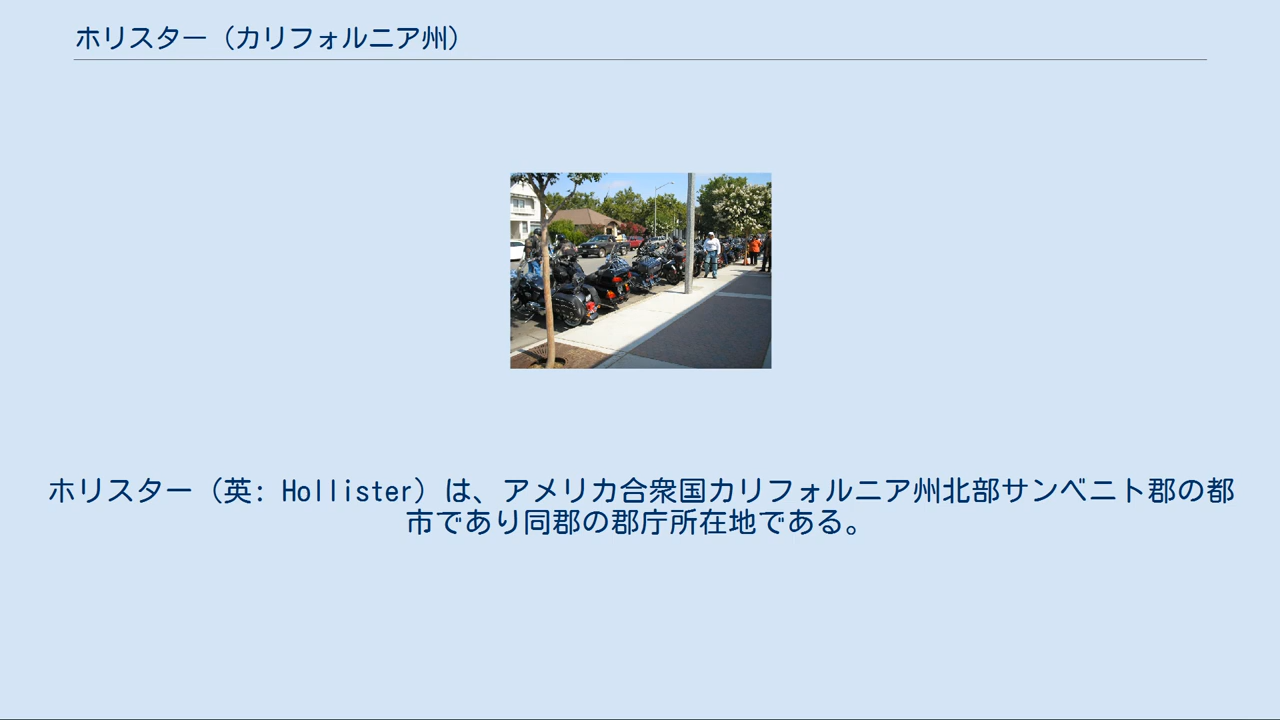 ホリスター（カリフォルニア州）
ホリスター（英: Hollister）は、アメリカ合衆国カリフォルニア州北部サンベニト郡の都
市であり同郡の郡庁所在地である。